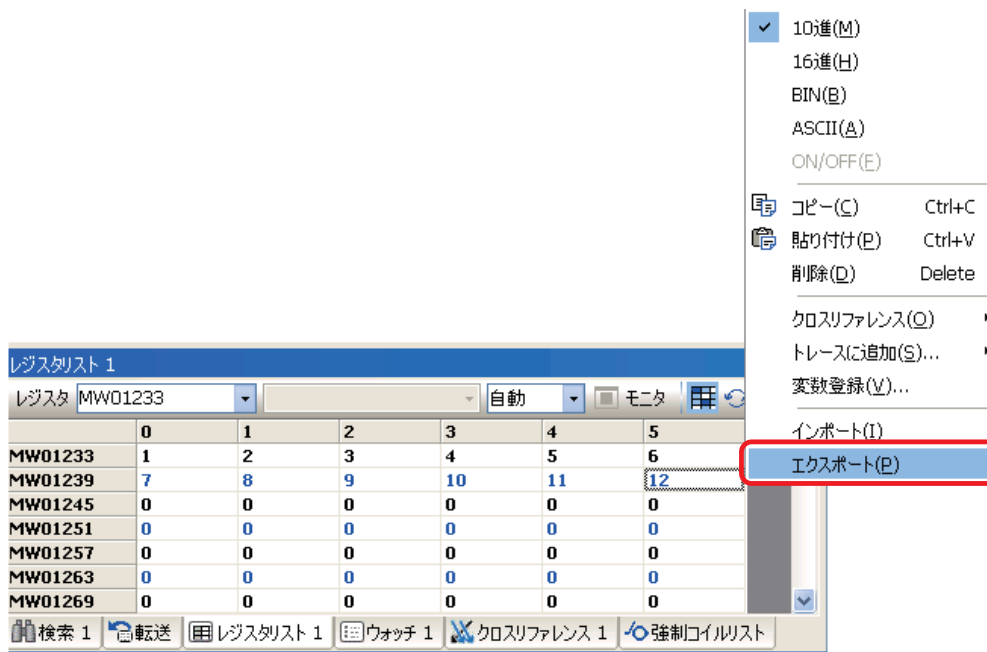 10進(M)
16進(H)
BIN(B)
ASCII(A)
ON/OFF(F)
コピー(C) Ctrl+C
貼り付け(P) Ctrl+V
削除(D) Delete
クロスリファレンス(O)
トレースに追加(S)...
変数登録(V)...
インポート(I)
エクスポート(P)
レジスタリスト 1
レジスタ MW01233 自動 モニタ
0 1 2 3 4 5
MW01233 1 2 3 4 5 6
MW01239 7 8 9 10 11 12
MW01245 0 0 0 0 0 0
MW01251 0 0 0 0 0 0
MW01257 0 0 0 0 0 0
MW01263 0 0 0 0 0 0
MW01269 0 0 0 0 0 0
検索 1 転送 レジスタリスト 1 ウォッチ 1 クロスリファレンス 1 強制コイルリスト